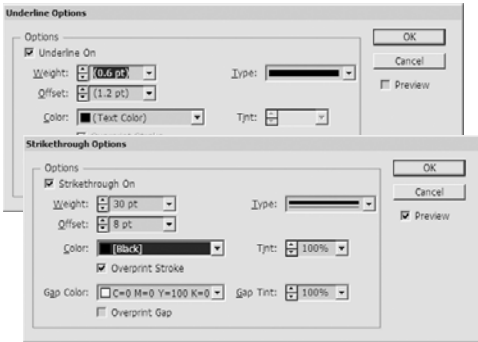 Underline Options
Options
Underline On
OK
Weight: (0.6 pt) Type:
Cancel
Offset: (1.2 pt)
Preview
Color: (Text Color) Tint:
Overprint Stroke
Strikethrough Options
Options
Strikethrough On
OK
Weight: 30 pt Type:
Cancel
Offset: 8 pt
Preview
Color: [Black] Tint: 100%
Overprint Stroke
Gap Color: C=0 M=0 Y=100 K=0 Gap Tint: 100%
Overprint Gap